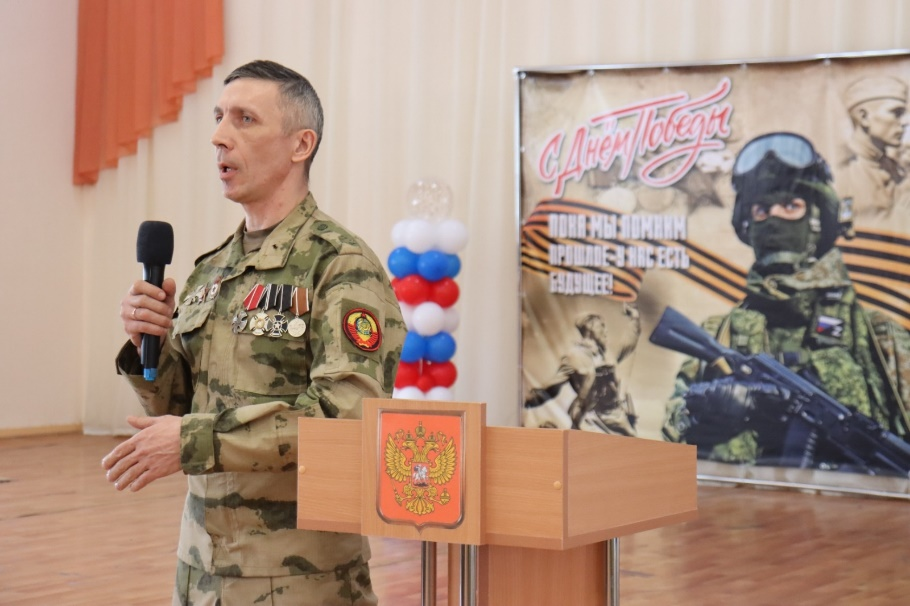 С Днём Победы
ПОКА МЫ ПОМНИМ
ПРОШЛОЕ - У НАС ЕСТЬ
БУДУЩЕЕ!